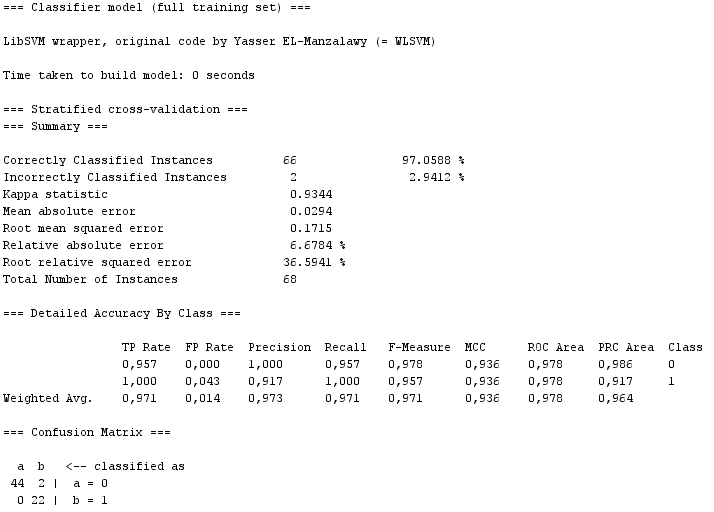 === Classifier model (full training set) ===
LibSVM wrapper, original code by Yasser EL-Manzalawy (= WLSVM)
Time taken to build model: 0 seconds
=== Stratified cross-validation ===
=== Summary ===
Correctly Classified Instances 66 97.0588 %
Incorrectly Classified Instances 2 2.9412 %
Kappa statistic 0.9344
Mean absolute error 0.0294
Root mean squared error 0.1715
Relative absolute error 6.6784 %
Root relative squared error 36.5941 %
Total Number of Instances 68
=== Detailed Accuracy By Class ===
TP Rate FP Rate Precision Recall F-Measure MCC ROC Area PRC Area Class
0,957 0,000 1,000 0,957 0,978 0,936 0,978 0,986 0
1,000 0,043 0,917 1,000 0,957 0,936 0,978 0,917 1
Weighted Avg. 0,971 0,014 0,973 0,971 0,971 0,936 0,978 0,964
=== Confusion Matrix ===
a b <-- classified as
44 2 | a = 0
0 22 | b = 1